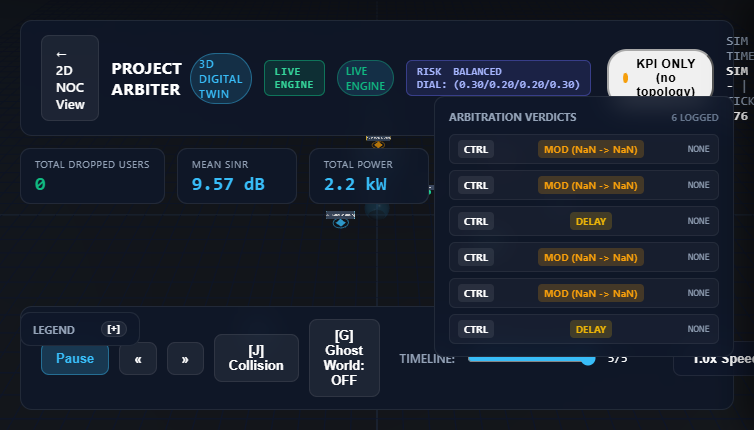 ←
2D
NOC
View
PROJECT
ARBITER
3D
DIGITAL
TWIN
LIVE
ENGINE
LIVE
ENGINE
RISK BALANCED
DIAL: (0.30/0.20/0.20/0.30)
KPI ONLY
(no
topology)
SIM
TIME
SIM
- |
TICK
76
TOTAL DROPPED USERS
0
MEAN SINR
9.57 dB
TOTAL POWER
2.2 kW
ARBITRATION VERDICTS
6 LOGGED
CTRL MOD (NaN -> NaN) NONE
CTRL MOD (NaN -> NaN) NONE
CTRL DELAY NONE
CTRL MOD (NaN -> NaN) NONE
CTRL MOD (NaN -> NaN) NONE
CTRL DELAY NONE
LEGEND [+]
Pause
«
»
[J]
Collision
[G]
Ghost
World:
OFF
TIMELINE:
5/5
1.0x Speed